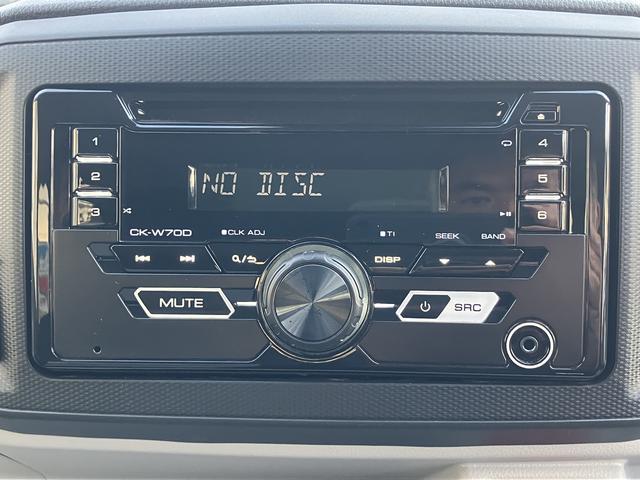 1
2
3
4
5
6
NO DISC
CK-W70D
CLK ADJ
TI
SEEK
BAND
DISP
MUTE
SRC